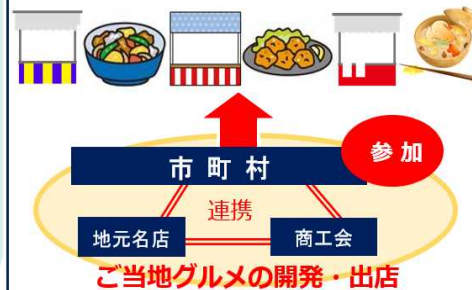 参加
市町村
連携
地元名店
商工会
ご当地グルメの開発・出店